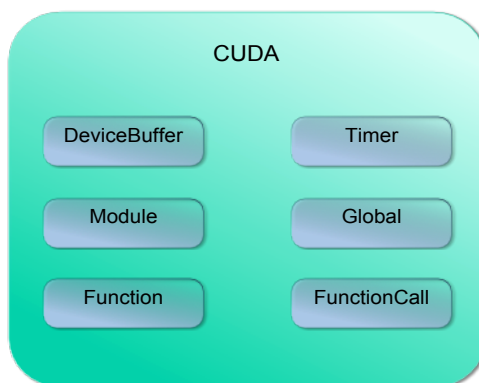 CUDA
DeviceBuffer
Timer
Module
Global
Function
FunctionCall